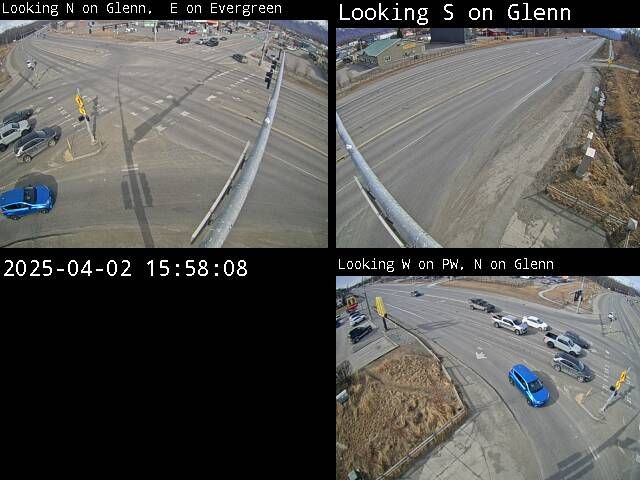 Looking N on Glenn, E on Evergreen
Looking S on Glenn
2025-04-02 15:58:08
Looking W on PW, N on Glenn